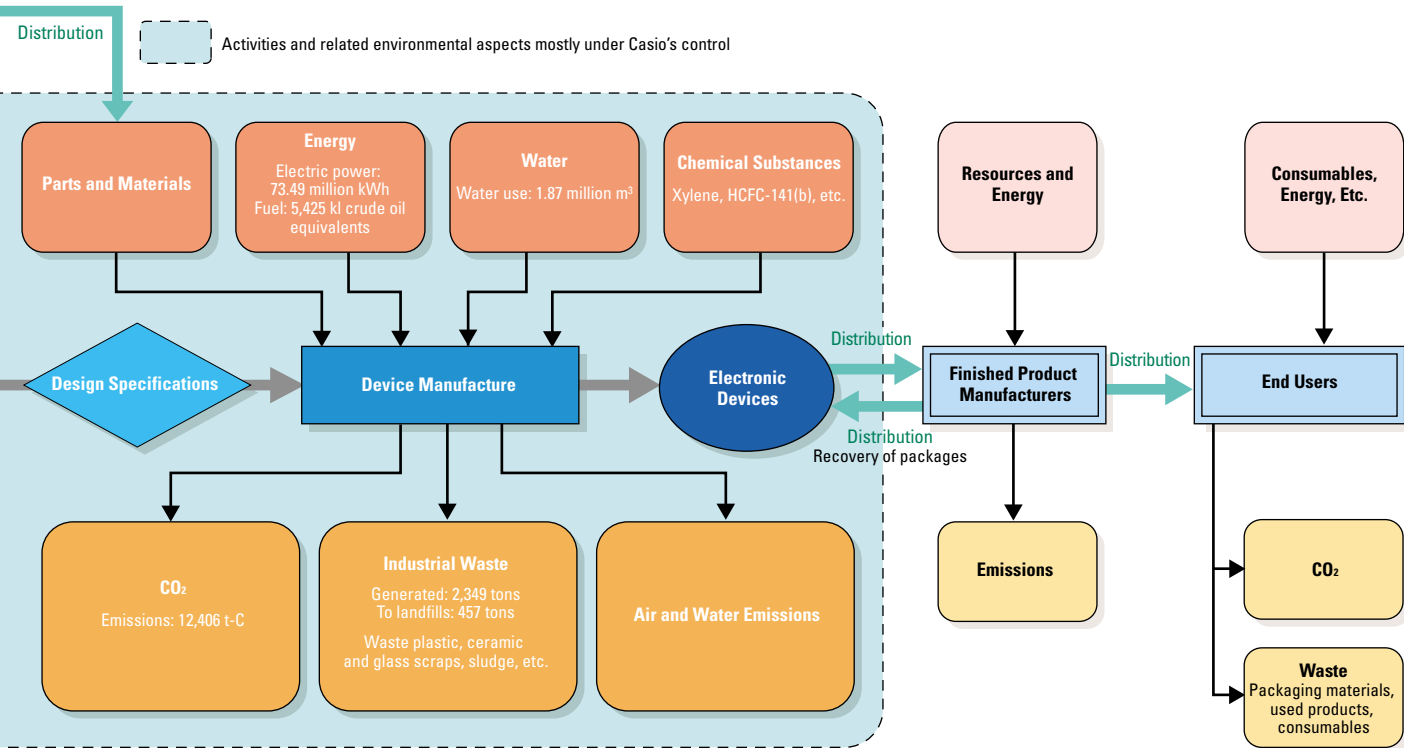 Distribution
Activities and related environmental aspects mostly under Casio's control
Parts and Materials
Energy
Electric power:
73.49 million kWh
Fuel: 5,425 kl crude oil
equivalents
Water
Water use: 1.87 million m³
Chemical Substances
Xylene, HCFC-141(b), etc.
Resources and
Energy
Consumables,
Energy, Etc.
Design Specifications
Device Manufacture
Electronic
Devices
Distribution
Distribution
Recovery of packages
Finished Product
Manufacturers
Distribution
End Users
CO₂
Emissions: 12,406 t-C
Industrial Waste
Generated: 2,349 tons
To landfills: 457 tons
Waste plastic, ceramic
and glass scraps, sludge, etc.
Air and Water Emissions
Emissions
CO₂
Waste
Packaging materials,
used products,
consumables